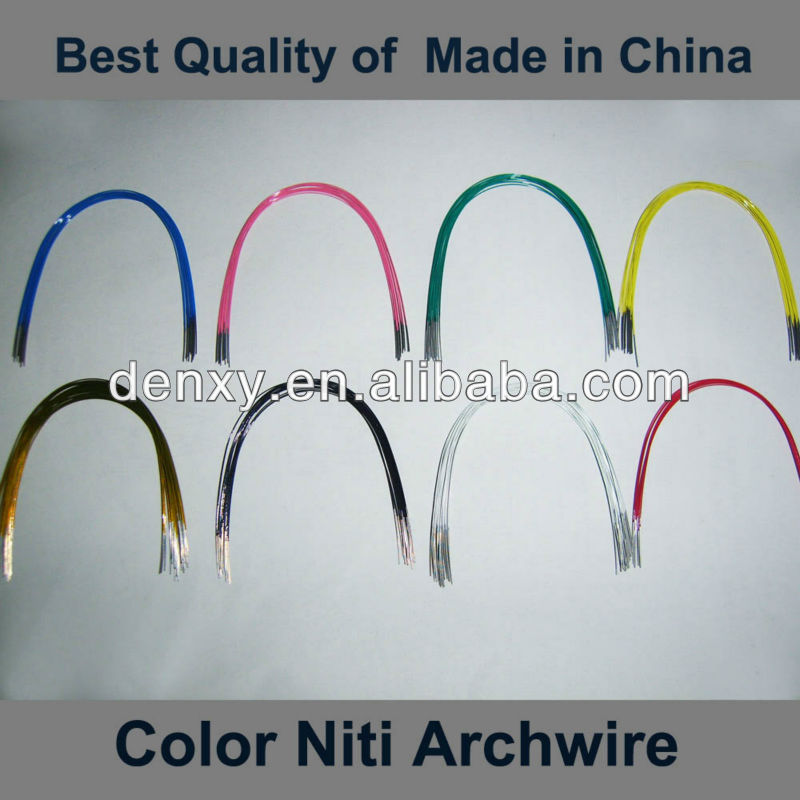 Best Quality of  Made in China
denxy.en.alibaba.com
Color Niti Archwire